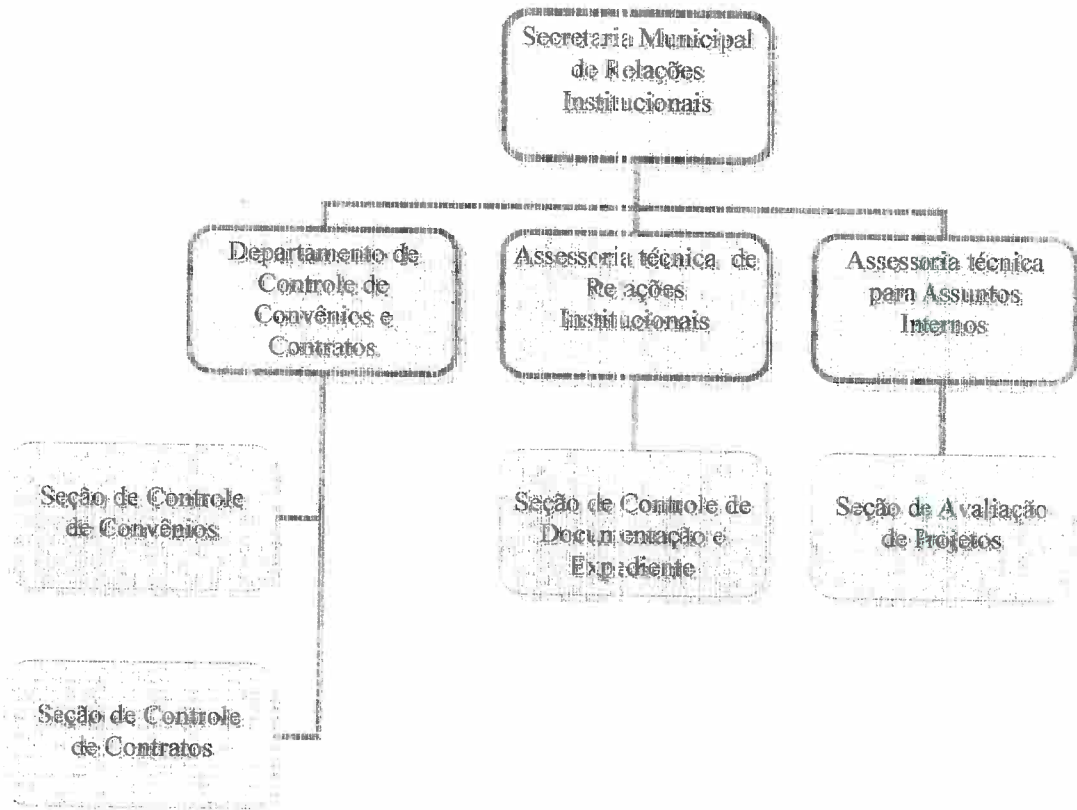 Secretaria Municipal
de Relações
Institucionais
Departamento de
Controle de
Convênios e
Contratos
Assessoria técnica de
Relações
Institucionais
Assessoria técnica
para Assuntos
Internos
Seção de Controle
de Convênios
Seção de Controle de
Documentação e
Expediente
Seção de Avaliação
de Projetos
Seção de Controle
de Contratos